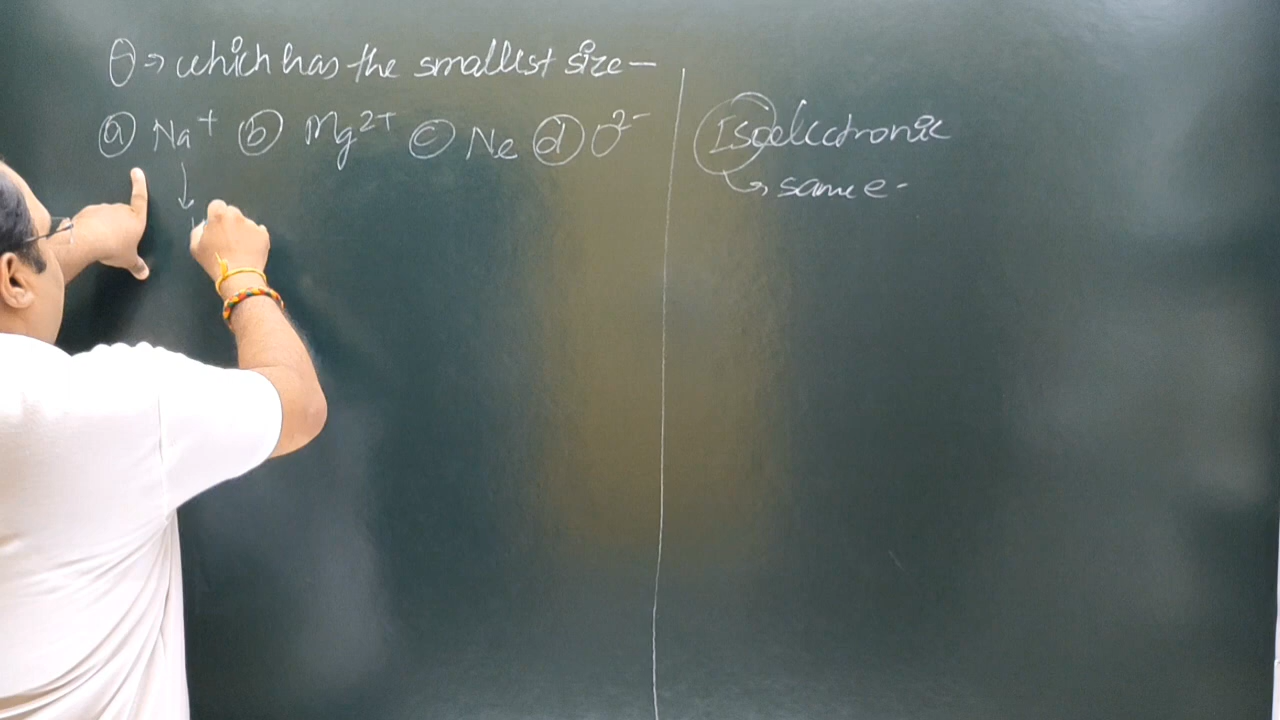 Q→ which has the smallest size—
(a) Na⁺ (b) Mg²⁺ (c) Ne (d) O²⁻
Isoelectronic
↳ same e-